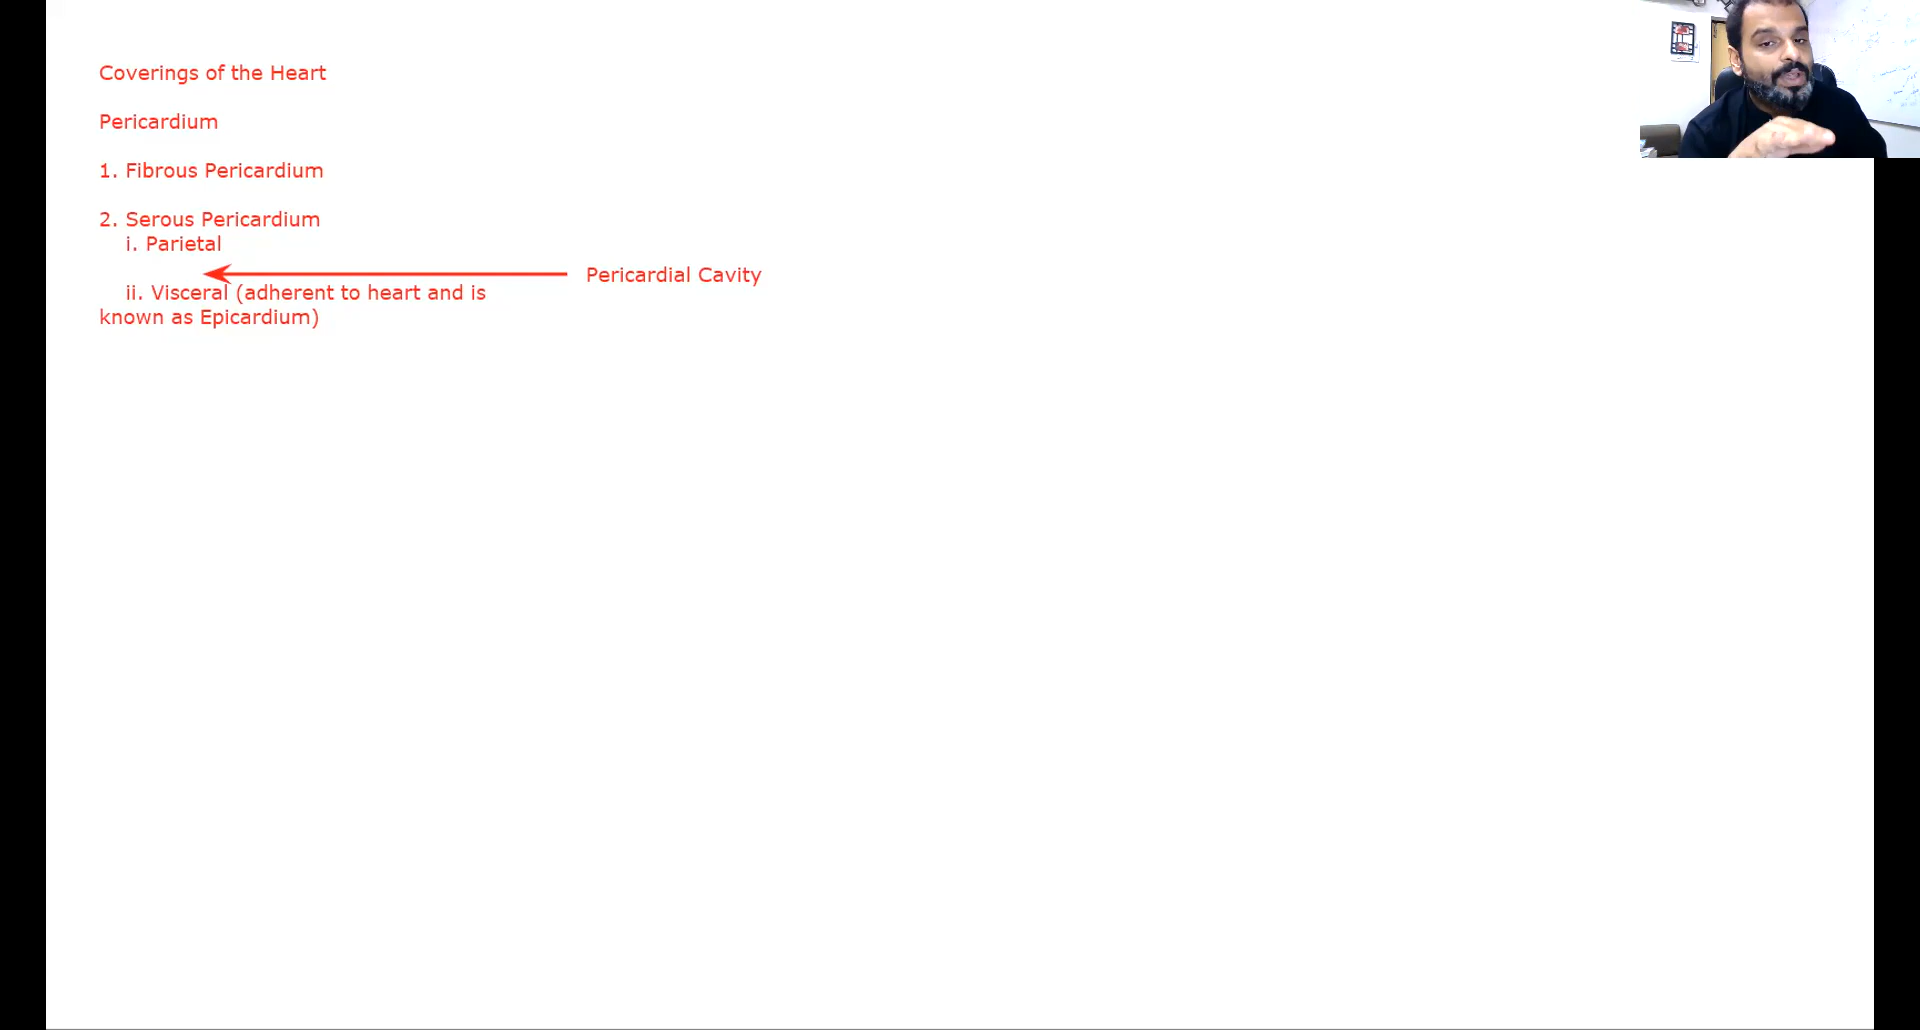 Coverings of the Heart
Pericardium
1. Fibrous Pericardium
2. Serous Pericardium
i. Parietal
Pericardial Cavity
ii. Visceral (adherent to heart and is
known as Epicardium)